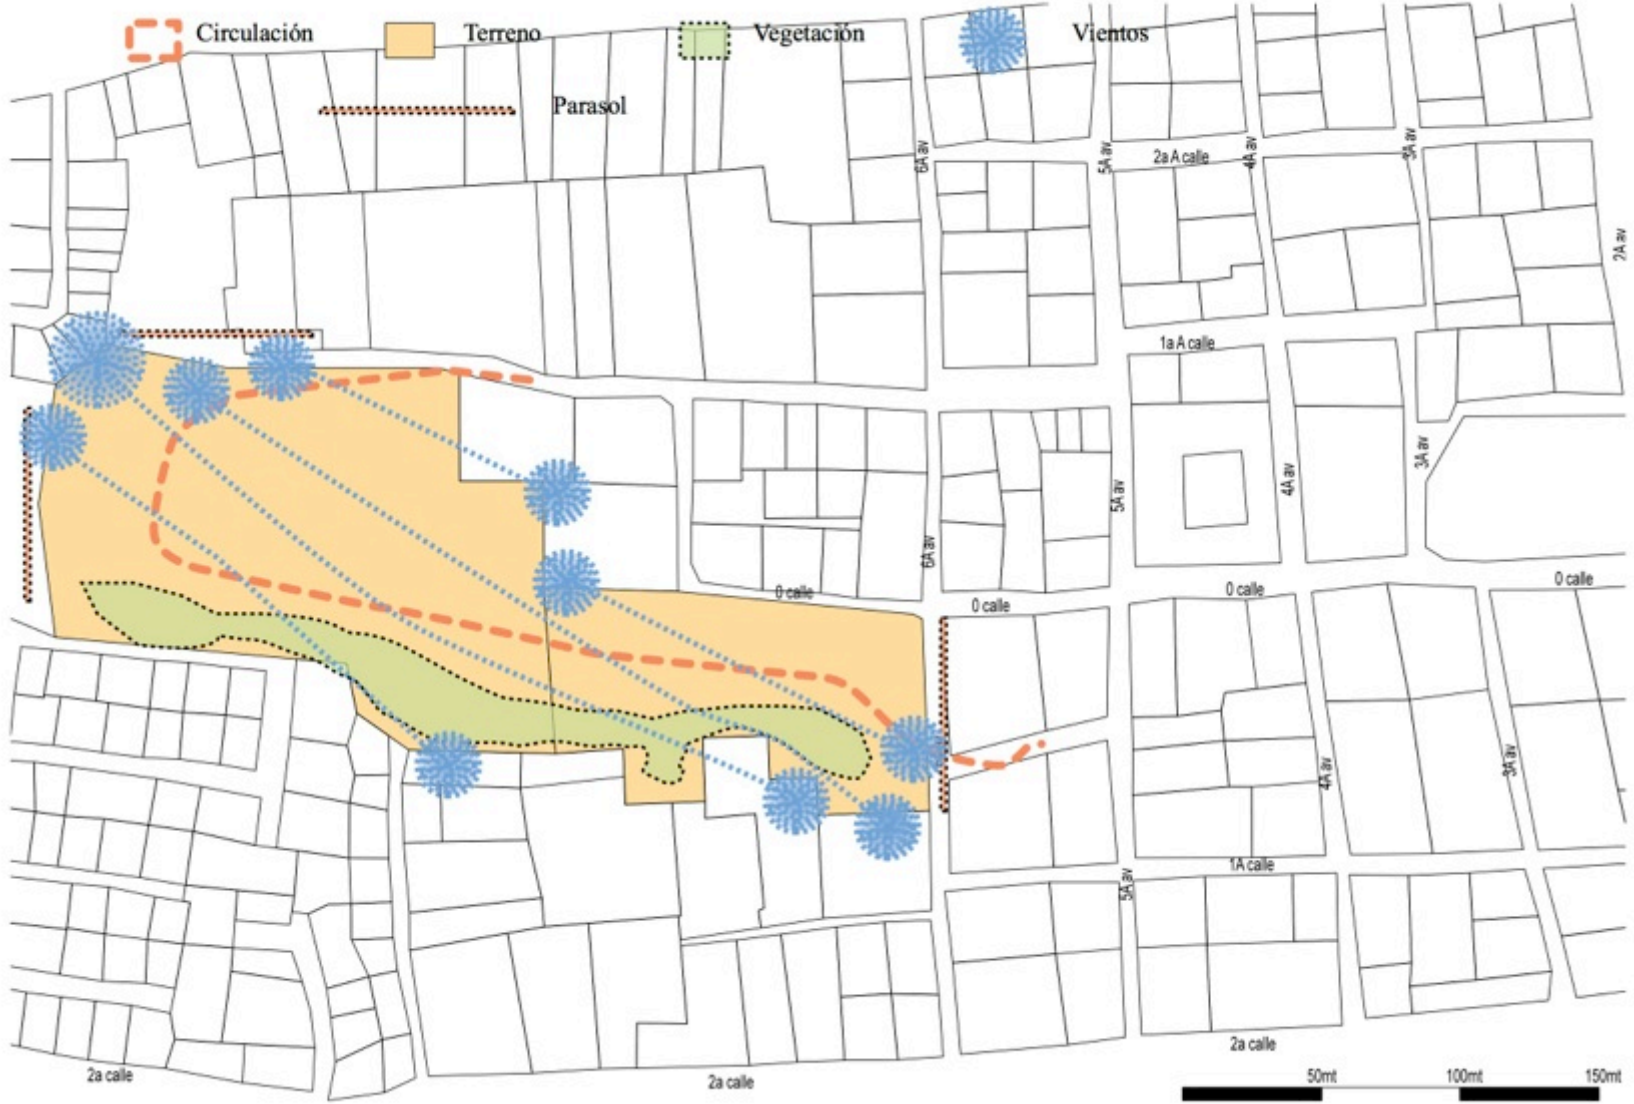 Circulación
Terreno
Vegetación
Vientos
Parasol
6A av
5A av
2a A calle
4A av
3A av
2A av
1a A calle
3A av
4A av
5A av
6A av
0 calle
0 calle
0 calle
0 calle
4A av
3A av
1A calle
5A av
2a calle
2a calle
2a calle
50mt
100mt
150mt